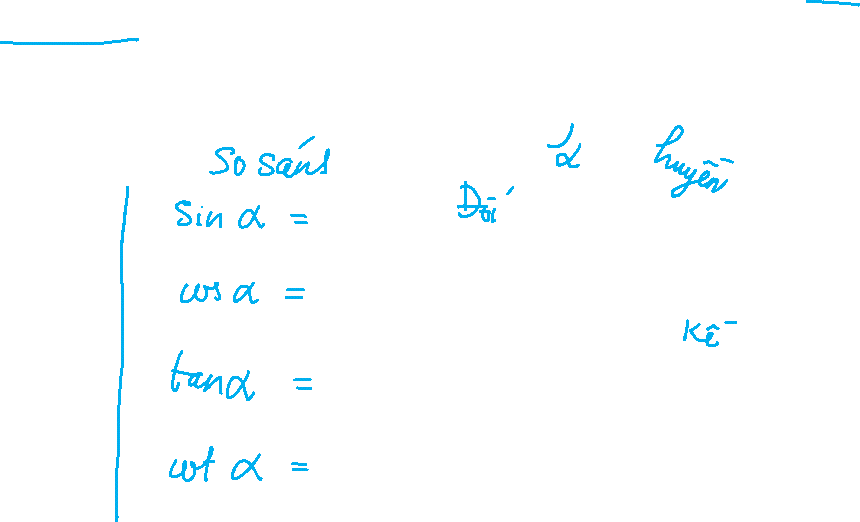 So sánh
sin α =
cos α =
tan α =
cot α =
α
huyền
Đối
Kề